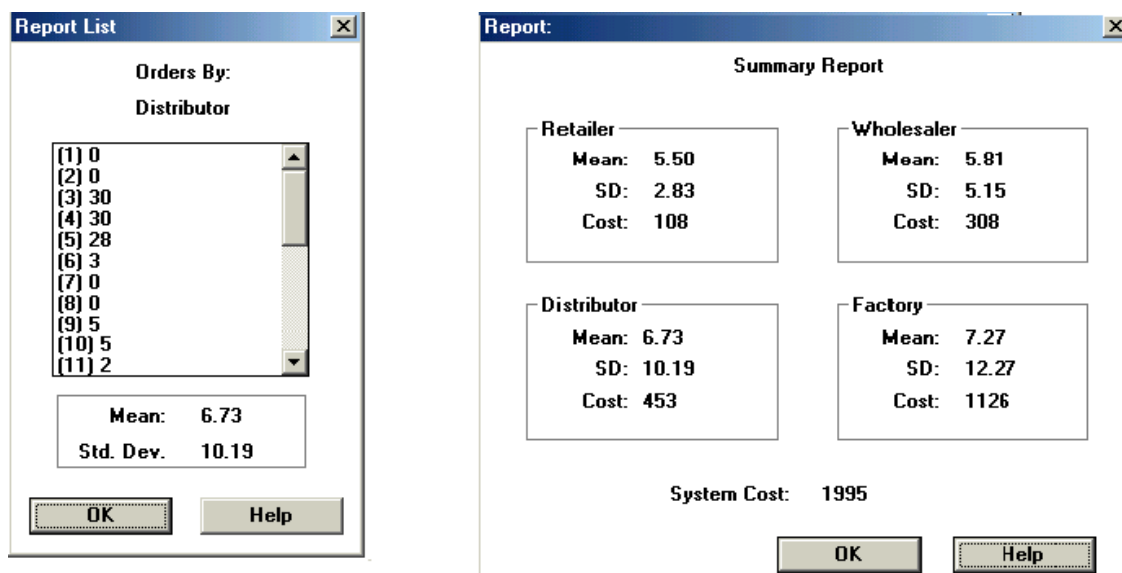 Report List
Orders By:
Distributor
(1) 0
(2) 0
(3) 30
(4) 30
(5) 28
(6) 3
(7) 0
(8) 0
(9) 5
(10) 5
(11) 2
Mean: 6.73
Std. Dev. 10.19
OK Help
Report:
Summary Report
Retailer
Mean: 5.50
SD: 2.83
Cost: 108
Wholesaler
Mean: 5.81
SD: 5.15
Cost: 308
Distributor
Mean: 6.73
SD: 10.19
Cost: 453
Factory
Mean: 7.27
SD: 12.27
Cost: 1126
System Cost: 1995
OK Help